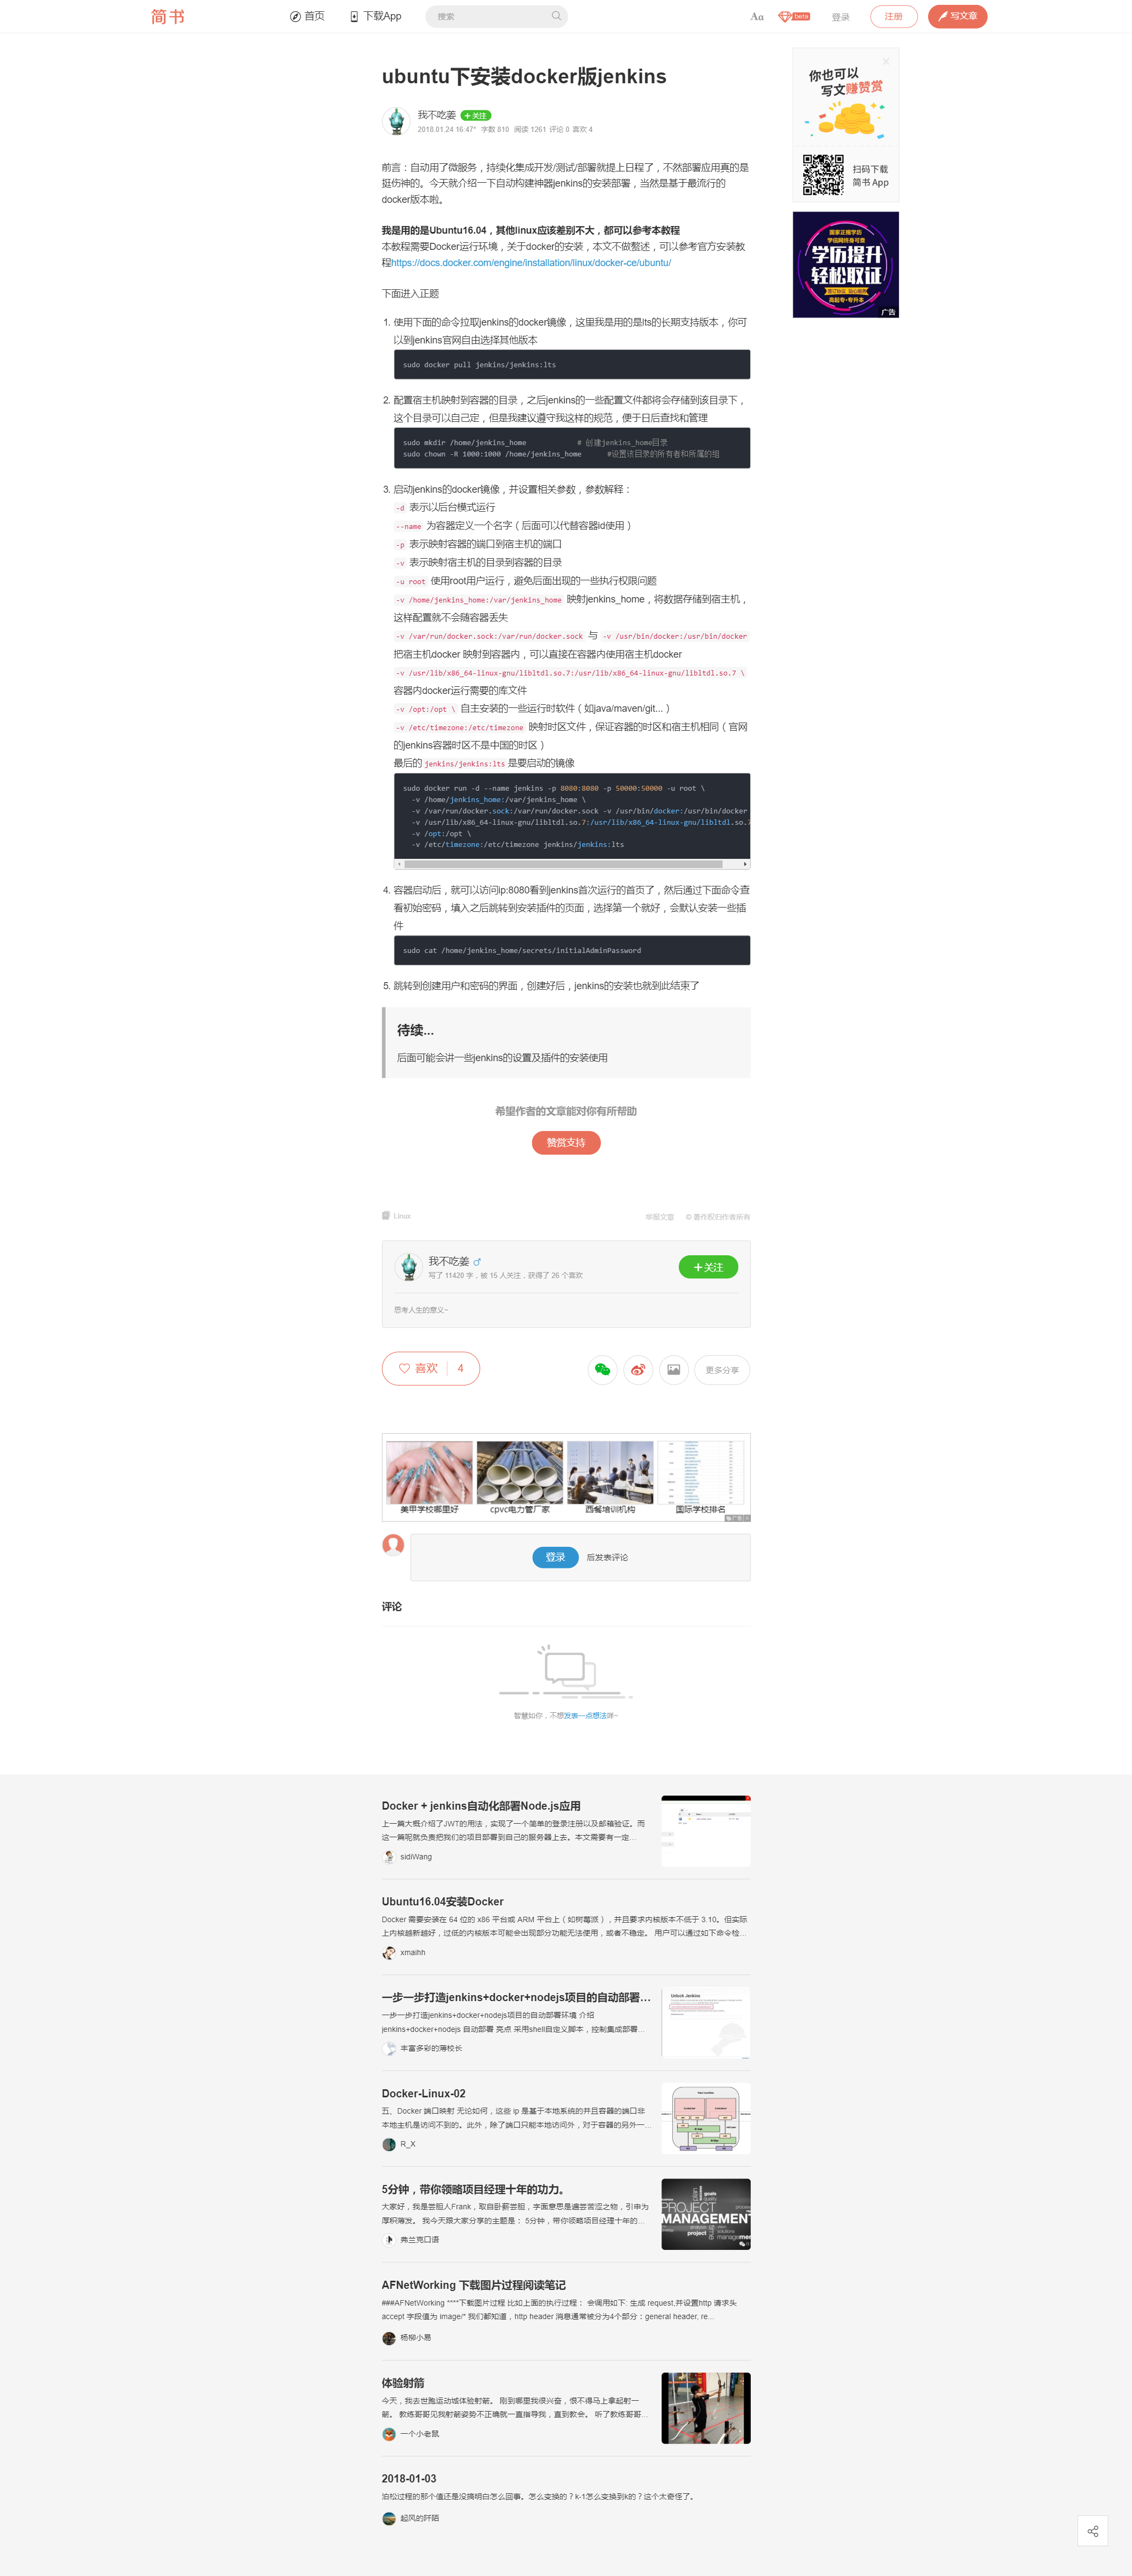 简书
首页
下载App
搜索
Aa
beta
登录
注册
写文章
ubuntu下安装docker版jenkins
我不吃姜
+ 关注
2018.01.24 16:47* 字数 810 阅读 1261 评论 0 喜欢 4
前言：自动用了微服务，持续化集成开发/测试/部署就提上日程了，不然部署应用真的是
挺伤神的。今天就介绍一下自动构建神器jenkins的安装部署，当然是基于最流行的
docker版本啦。
我是用的是Ubuntu16.04，其他linux应该差别不大，都可以参考本教程
本教程需要Docker运行环境，关于docker的安装，本文不做赘述，可以参考官方安装教
程https://docs.docker.com/engine/installation/linux/docker-ce/ubuntu/
下面进入正题
1. 使用下面的命令拉取jenkins的docker镜像，这里我是用的是lts的长期支持版本，你可
以到jenkins官网自由选择其他版本
sudo docker pull jenkins/jenkins:lts
2. 配置宿主机映射到容器的目录，之后jenkins的一些配置文件都将会存储到该目录下，
这个目录可以自己定，但是我建议遵守我这样的规范，便于日后查找和管理
sudo mkdir /home/jenkins_home # 创建jenkins_home目录
sudo chown -R 1000:1000 /home/jenkins_home #设置该目录的所有者和所属的组
3. 启动jenkins的docker镜像，并设置相关参数，参数解释：
-d 表示以后台模式运行
--name 为容器定义一个名字（后面可以代替容器id使用）
-p 表示映射容器的端口到宿主机的端口
-v 表示映射宿主机的目录到容器的目录
-u root 使用root用户运行，避免后面出现的一些执行权限问题
-v /home/jenkins_home:/var/jenkins_home 映射jenkins_home，将数据存储到宿主机，
这样配置就不会随容器丢失
-v /var/run/docker.sock:/var/run/docker.sock 与 -v /usr/bin/docker:/usr/bin/docker
把宿主机docker 映射到容器内，可以直接在容器内使用宿主机docker
-v /usr/lib/x86_64-linux-gnu/libltdl.so.7:/usr/lib/x86_64-linux-gnu/libltdl.so.7 \
容器内docker运行需要的库文件
-v /opt:/opt \ 自主安装的一些运行时软件（如java/maven/git...）
-v /etc/timezone:/etc/timezone 映射时区文件，保证容器的时区和宿主机相同（官网
的jenkins容器时区不是中国的时区）
最后的 jenkins/jenkins:lts 是要启动的镜像
sudo docker run -d --name jenkins -p 8080:8080 -p 50000:50000 -u root \
-v /home/jenkins_home:/var/jenkins_home \
-v /var/run/docker.sock:/var/run/docker.sock -v /usr/bin/docker:/usr/bin/docker
-v /usr/lib/x86_64-linux-gnu/libltdl.so.7:/usr/lib/x86_64-linux-gnu/libltdl.so.7
-v /opt:/opt \
-v /etc/timezone:/etc/timezone jenkins/jenkins:lts
4. 容器启动后，就可以访问ip:8080看到jenkins首次运行的首页了，然后通过下面命令查
看初始密码，填入之后跳转到安装插件的页面，选择第一个就好，会默认安装一些插
件
sudo cat /home/jenkins_home/secrets/initialAdminPassword
5. 跳转到创建用户和密码的界面，创建好后，jenkins的安装也就到此结束了
待续...
后面可能会讲一些jenkins的设置及插件的安装使用
希望作者的文章能对你有所帮助
赞赏支持
Linux
举报文章 © 著作权归作者所有
我不吃姜 ♂
写了 11420 字，被 15 人关注，获得了 26 个喜欢
+ 关注
思考人生的意义~
喜欢 4
更多分享
美甲学校哪里好
cpvc电力管厂家
西餐培训机构
国际学校排名
广告
登录 后发表评论
评论
智慧如你，不想发表一点想法咩~
你也可以
写文赚赞赏
扫码下载
简书 App
国家正规学历
学信网终身可查
学历提升
轻松取证
签订协议
高起专·专升本
广告
Docker + jenkins自动化部署Node.js应用
上一篇大概介绍了JWT的用法，实现了一个简单的登录注册以及邮箱验证。而
这一篇呢就负责把我们的项目部署到自己的服务器上去。本文需要有一定...
sidiWang
Ubuntu16.04安装Docker
Docker 需要安装在 64 位的 x86 平台或 ARM 平台上（如树莓派），并且要求内核版本不低于 3.10。但实际
上内核越新越好，过低的内核版本可能会出现部分功能无法使用，或者不稳定。 用户可以通过如下命令检...
xmaihh
一步一步打造jenkins+docker+nodejs项目的自动部署...
一步一步打造jenkins+docker+nodejs项目的自动部署环境 介绍
jenkins+docker+nodejs 自动部署 亮点 采用shell自定义脚本，控制集成部署...
丰富多彩的蒲校长
Unlock Jenkins
Docker-Linux-02
五、Docker 端口映射 无论如何，这些 ip 是基于本地系统的并且容器的端口非
本地主机是访问不到的。此外，除了端口只能本地访问外，对于容器的另外一...
R_X
5分钟，带你领略项目经理十年的功力。
大家好，我是尝胆人Frank，取自卧薪尝胆，字面意思是遍尝苦涩之物，引申为
厚积薄发。 我今天跟大家分享的主题是： 5分钟，带你领略项目经理十年的...
弗兰克口语
PROJECT
MANAGEMENT
AFNetWorking 下载图片过程阅读笔记
###AFNetWorking ****下载图片过程 比如上面的执行过程： 会调用如下: 生成 request,并设置http 请求头
accept 字段值为 image/* 我们都知道，http header 消息通常被分为4个部分：general header, re...
杨柳小易
体验射箭
今天，我去世跑运动城体验射箭。 刚到哪里我很兴奋，恨不得马上拿起射一
箭。 教练哥哥见我射箭姿势不正确就一直指导我，直到教会。 听了教练哥哥...
一个小老鼠
2018-01-03
泊松过程的那个值还是没搞明白怎么回事。怎么变换的？k-1怎么变换到k的？这个太奇怪了。
起风的阡陌